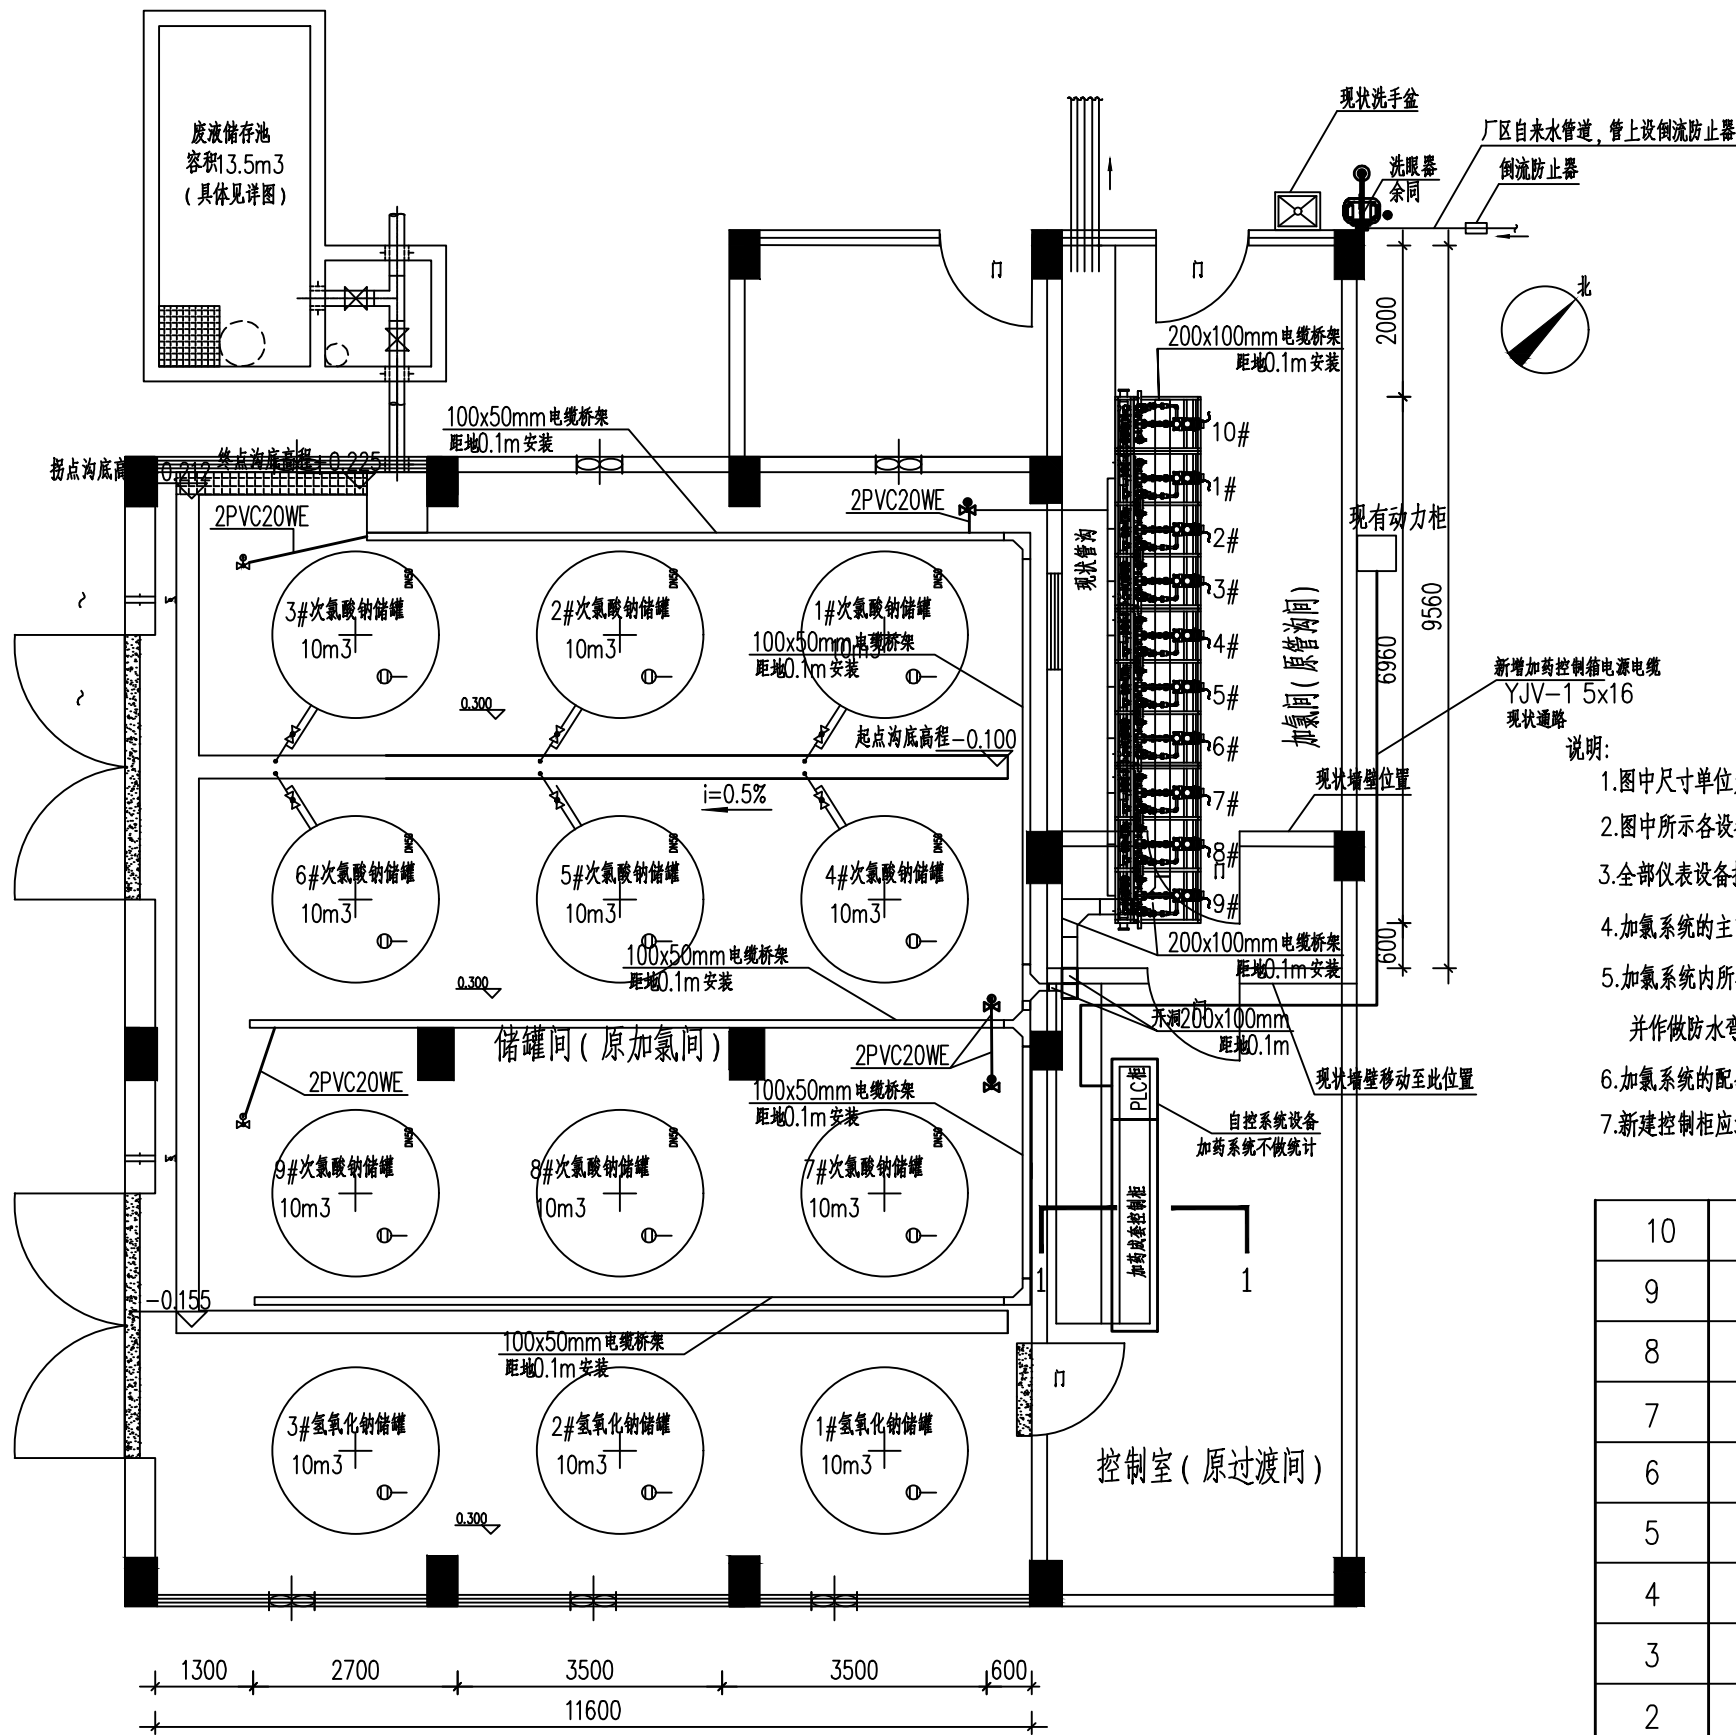 废液储存池
容积13.5m3
（具体见详图）
现状洗手盆
厂区自来水管道，管上设倒流防止器
洗眼器
余同
倒流防止器
北
门
门
2000
200x100mm电缆桥架
距地0.1m安装
100x50mm电缆桥架
距地0.1m安装
拐点沟底高
0.212
终点沟底高程
0.225
2PVC20WE
2PVC20WE
10#
1#
2#
3#
4#
5#
6#
7#
8#
9#
现状管沟
加氯间(原管沟间)
现有动力柜
6960
9560
600
DN50
3#次氯酸钠储罐
10m3
DN50
2#次氯酸钠储罐
10m3
DN50
1#次氯酸钠储罐
10m3
100x50mm电缆桥架
距地0.1m安装
0.300
起点沟底高程-0.100
i=0.5%
新增加药控制箱电源电缆
YJV-1 5x16
现状通路
说明:
1.图中尺寸单位
2.图中所示各设
3.全部仪表设备
4.加氯系统的主
5.加氯系统内所
并作做防水弯
6.加氯系统的配
7.新建控制柜应
现状墙壁位置
门
DN50
6#次氯酸钠储罐
10m3
DN50
5#次氯酸钠储罐
10m3
DN50
4#次氯酸钠储罐
10m3
100x50mm电缆桥架
距地0.1m安装
0.300
200x100mm电缆桥架
距地0.1m安装
门
开洞200x100mm
距地0.1m
储罐间(原加氯间)
2PVC20WE
2PVC20WE
100x50mm电缆桥架
距地0.1m安装
现状墙壁移动至此位置
PLC柜
自控系统设备
加药系统不做统计
加药成套控制柜
DN50
9#次氯酸钠储罐
10m3
DN50
8#次氯酸钠储罐
10m3
DN50
7#次氯酸钠储罐
10m3
1
1
-0.155
100x50mm电缆桥架
距地0.1m安装
门
3#氢氧化钠储罐
10m3
2#氢氧化钠储罐
10m3
1#氢氧化钠储罐
10m3
0.300
控制室(原过渡间)
1300
2700
3500
3500
600
11600
10
9
8
7
6
5
4
3
2